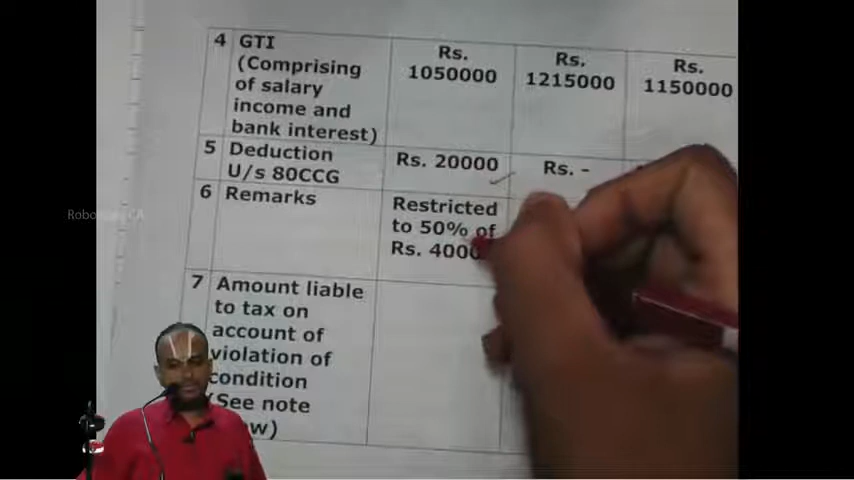 4 GTI
(Comprising
of salary
income and
bank interest)
Rs.
1050000
Rs.
1215000
Rs.
1150000
5 Deduction
U/s 80CCG
Rs. 20000
Rs. -
6 Remarks
Restricted
to 50% of
Rs. 4000
7 Amount liable
to tax on
account of
violation of
condition
(See note